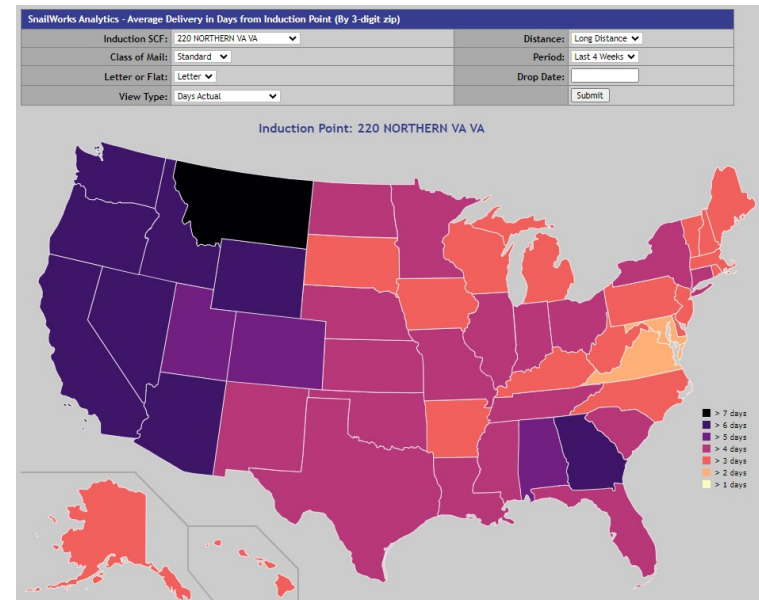 SnailWorks Analytics - Average Delivery in Days from Induction Point (By 3-digit zip)
Induction SCF: 220 NORTHERN VA VA Distance: Long Distance
Class of Mail: Standard Period: Last 4 Weeks
Letter or Flat: Letter Drop Date:
View Type: Days Actual Submit
Induction Point: 220 NORTHERN VA VA
> 7 days
> 6 days
> 5 days
> 4 days
> 3 days
> 2 days
> 1 days